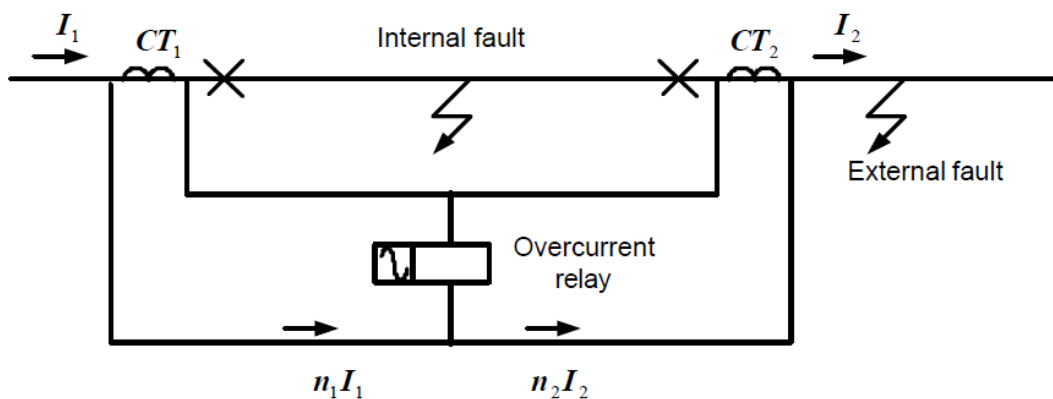 I₁
CT₁
Internal fault
CT₂
I₂
External fault
Overcurrent
relay
n₁I₁
n₂I₂